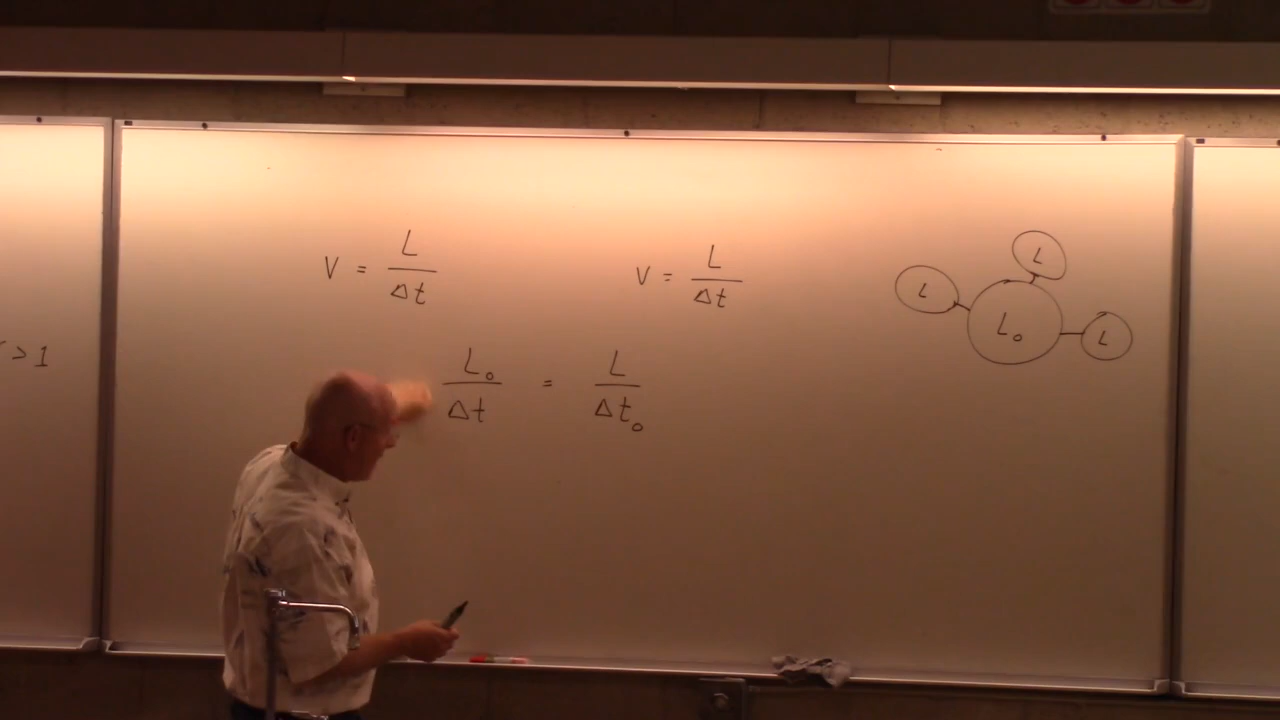 V = L / Δt
V = L / Δt
L₀ / Δt = L / Δt₀
> 1
L
L
L₀
L